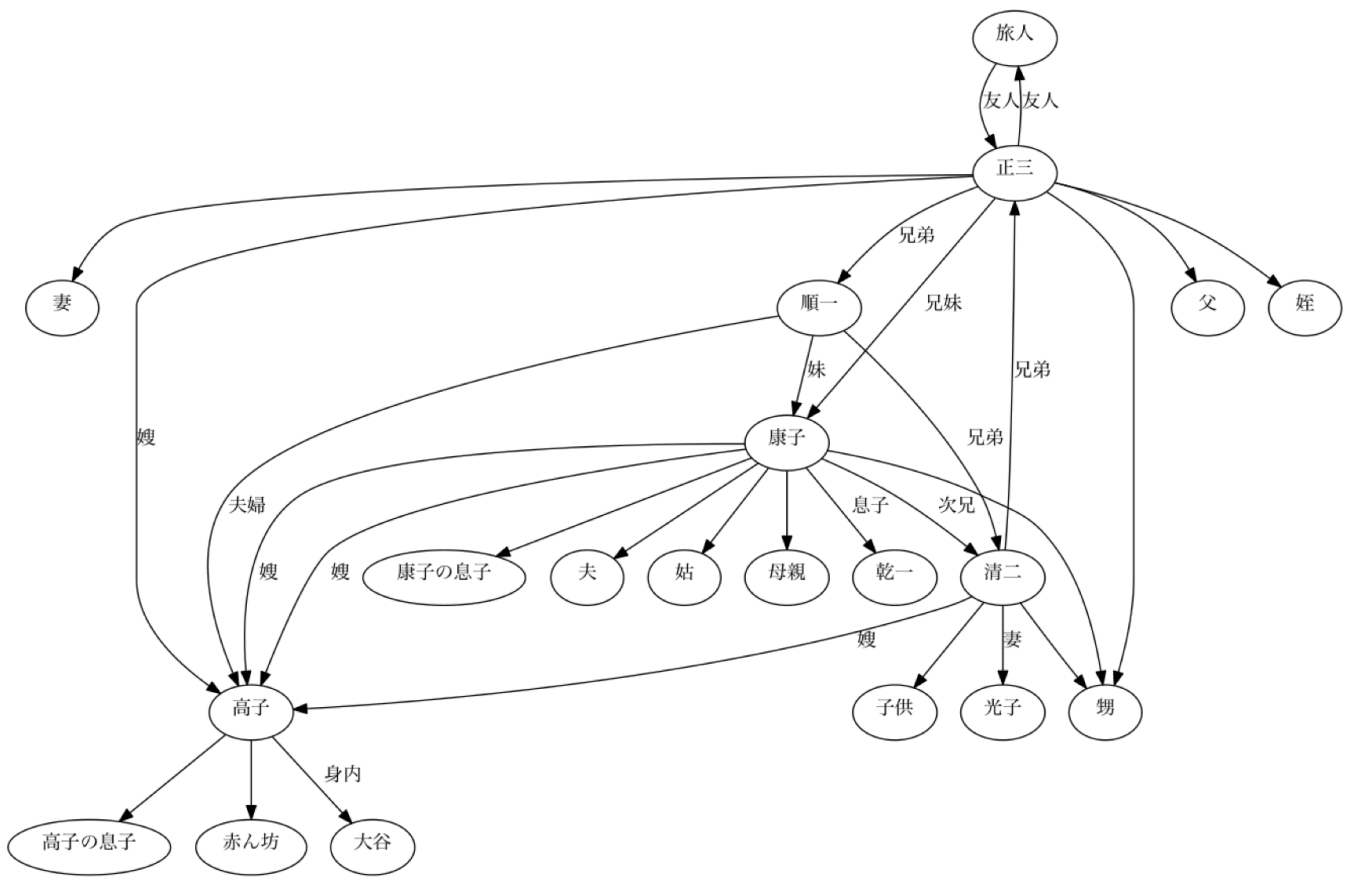 旅人
友人 友人
正三
兄弟
妻
順一
兄妹
父
姪
妹
兄弟
嫂
康子
兄弟
夫婦
嫂
嫂
息子
次兄
康子の息子
夫
姑
母親
乾一
清二
嫂
妻
高子
子供
光子
甥
身内
高子の息子
赤ん坊
大谷